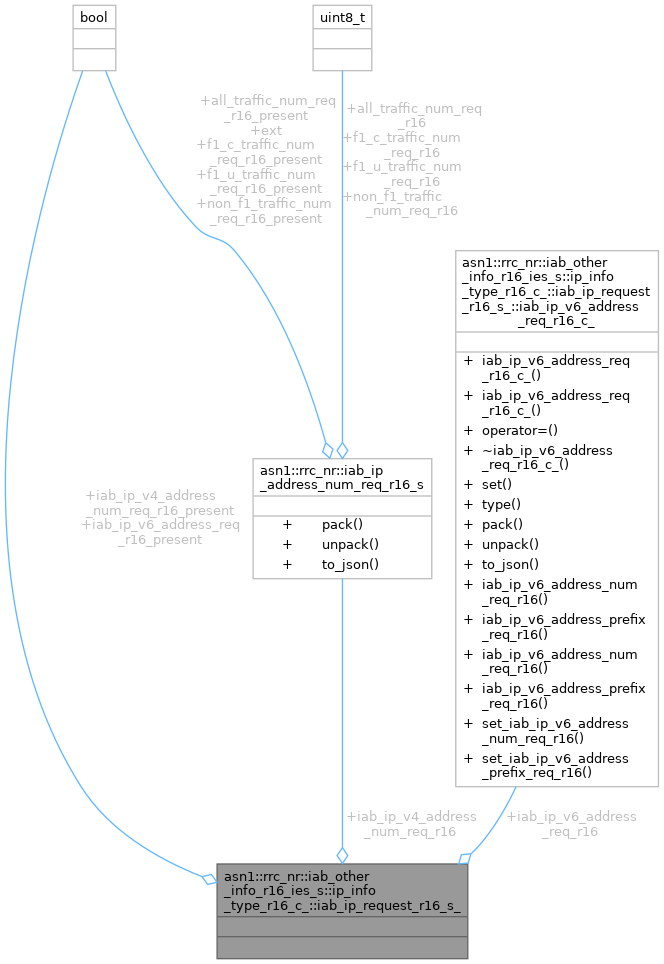 bool
uint8_t
+all_traffic_num_req
_r16_present
+ext
+f1_c_traffic_num
_req_r16_present
+f1_u_traffic_num
_req_r16_present
+non_f1_traffic_num
_req_r16_present
+all_traffic_num_req
_r16
+f1_c_traffic_num
_req_r16
+f1_u_traffic_num
_req_r16
+non_f1_traffic
_num_req_r16
asn1::rrc_nr::iab_other
_info_r16_ies_s::ip_info
_type_r16_c_::iab_ip_request
_r16_s_::iab_ip_v6_address
_req_r16_c_
+ iab_ip_v6_address_req
_r16_c_()
+ iab_ip_v6_address_req
_r16_c_()
+ operator=()
+ ~iab_ip_v6_address
_req_r16_c_()
+ set()
+ type()
+ pack()
+ unpack()
+ to_json()
+ iab_ip_v6_address_num
_req_r16()
+ iab_ip_v6_address_prefix
_req_r16()
+ iab_ip_v6_address_num
_req_r16()
+ iab_ip_v6_address_prefix
_req_r16()
+ set_iab_ip_v6_address
_num_req_r16()
+ set_iab_ip_v6_address
_prefix_req_r16()
asn1::rrc_nr::iab_ip
_address_num_req_r16_s
+ pack()
+ unpack()
+ to_json()
+iab_ip_v4_address
_num_req_r16_present
+iab_ip_v6_address_req
_r16_present
+iab_ip_v4_address
_num_req_r16
+iab_ip_v6_address
_req_r16
asn1::rrc_nr::iab_other
_info_r16_ies_s::ip_info
_type_r16_c_::iab_ip_request_r16_s_